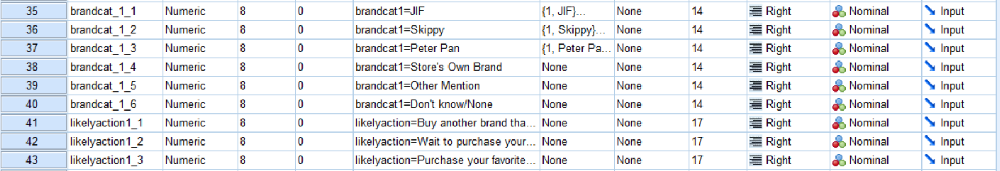 35 brandcat_1_1 Numeric 8 0 brandcat1=JIF {1, JIF}... None 14 Right Nominal Input
36 brandcat_1_2 Numeric 8 0 brandcat1=Skippy {1, Skippy}... None 14 Right Nominal Input
37 brandcat_1_3 Numeric 8 0 brandcat1=Peter Pan {1, Peter Pa... None 14 Right Nominal Input
38 brandcat_1_4 Numeric 8 0 brandcat1=Store's Own Brand None None 14 Right Nominal Input
39 brandcat_1_5 Numeric 8 0 brandcat1=Other Mention None None 14 Right Nominal Input
40 brandcat_1_6 Numeric 8 0 brandcat1=Don't know/None None None 14 Right Nominal Input
41 likelyaction1_1 Numeric 8 0 likelyaction=Buy another brand tha... None None 17 Right Nominal Input
42 likelyaction1_2 Numeric 8 0 likelyaction=Wait to purchase your... None None 17 Right Nominal Input
43 likelyaction1_3 Numeric 8 0 likelyaction=Purchase your favorite... None None 17 Right Nominal Input